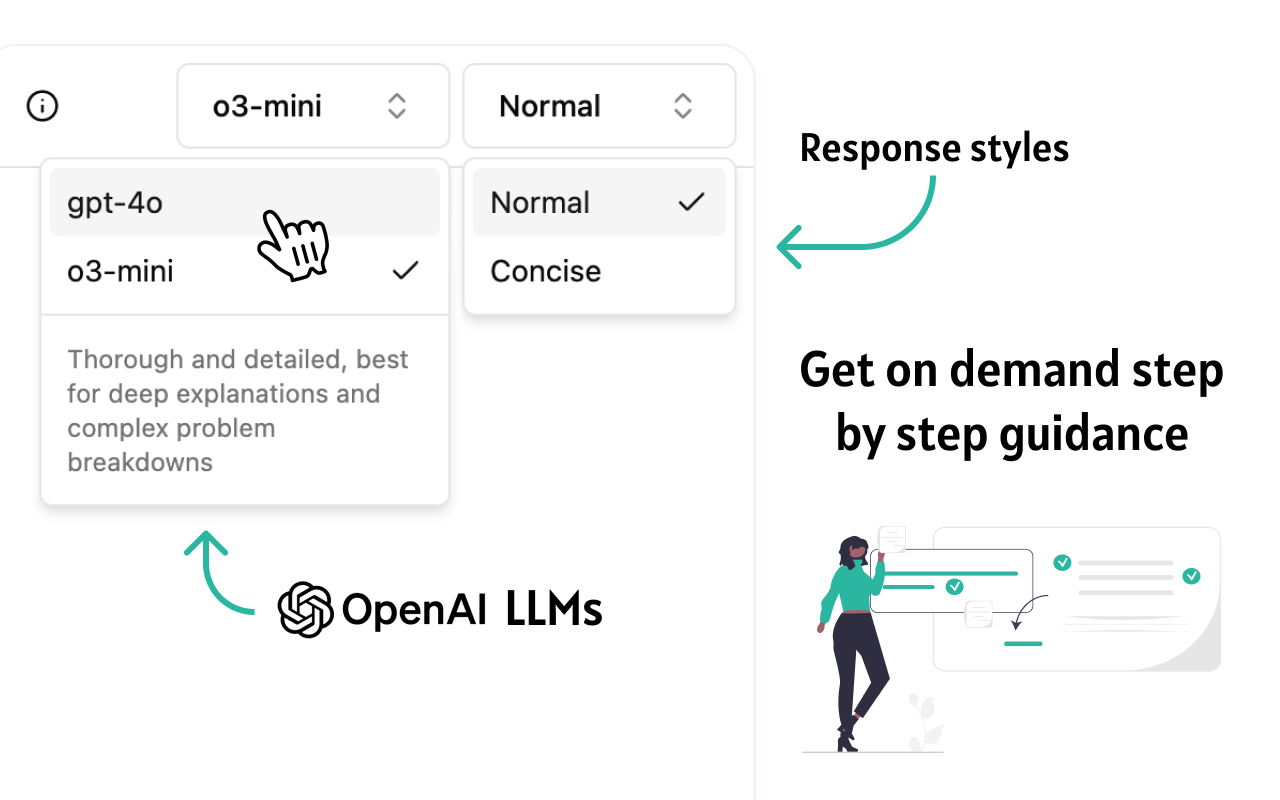 o3-mini
Normal
gpt-4o
o3-mini
Thorough and detailed, best
for deep explanations and
complex problem
breakdowns
Normal
Concise
Response styles
Get on demand step
by step guidance
OpenAI LLMs